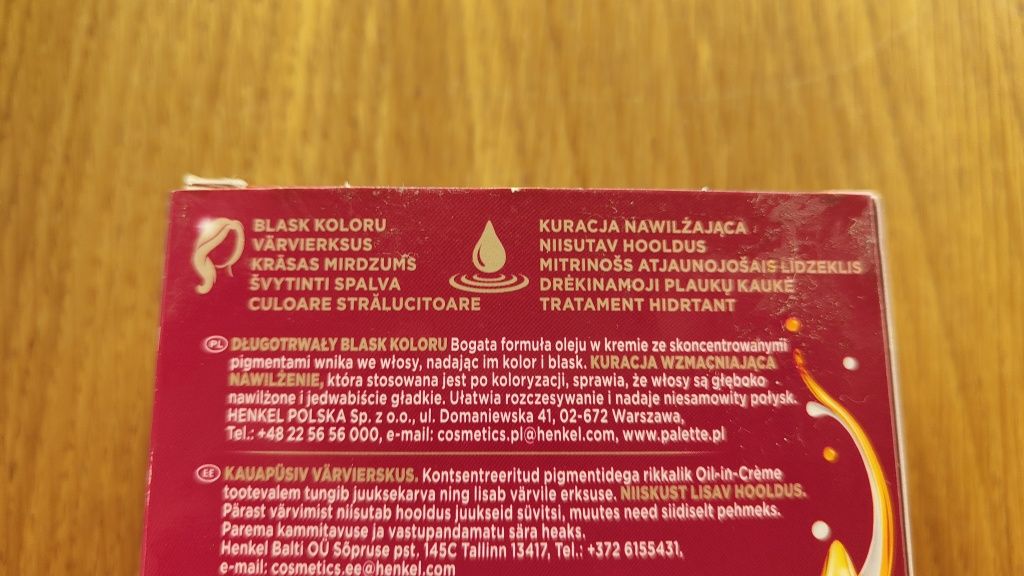 BLASK KOLORU
VÄRVIERKSUS
KRĀSAS MIRDZUMS
ŠVYTINTI SPALVA
CULOARE STRĂLUCITOARE
KURACJA NAWILŻAJĄCA
NIISUTAV HOOLDUS
MITRINOŠS ATJAUNOJOŠAIS LĪDZEKLIS
DRĖKINAMOJI PLAUKŲ KAUKĖ
TRATAMENT HIDRTANT
PL DŁUGOTRWAŁY BLASK KOLORU Bogata formuła oleju w kremie ze skoncentrowanymi
pigmentami wnika we włosy, nadając im kolor i blask. KURACJA WZMACNIAJĄCA
NAWILŻENIE, która stosowana jest po koloryzacji, sprawia, że włosy są głęboko
nawilżone i jedwabiście gładkie. Ułatwia rozczesywanie i nadaje niesamowity połysk.
HENKEL POLSKA Sp. z o.o., ul. Domaniewska 41, 02-672 Warszawa,
Tel.: +48 22 56 56 000, e-mail: cosmetics.pl@henkel.com, www.palette.pl
EE KAUAPÜSIV VÄRVIERSKUS. Kontsentreeritud pigmentidega rikkalik Oil-in-Crème
tootevalem tungib juuksekarva ning lisab värvile erksuse. NIISKUST LISAV HOOLDUS.
Pärast värvimist niisutab hooldus juukseid süvitsi, muutes need siidiselt pehmeks.
Parema kammitavuse ja vastupandamatu sära heaks.
Henkel Balti OÜ Sõpruse pst. 145C Tallinn 13417, Tel.: +372 6155431,
e-mail: cosmetics.ee@henkel.com